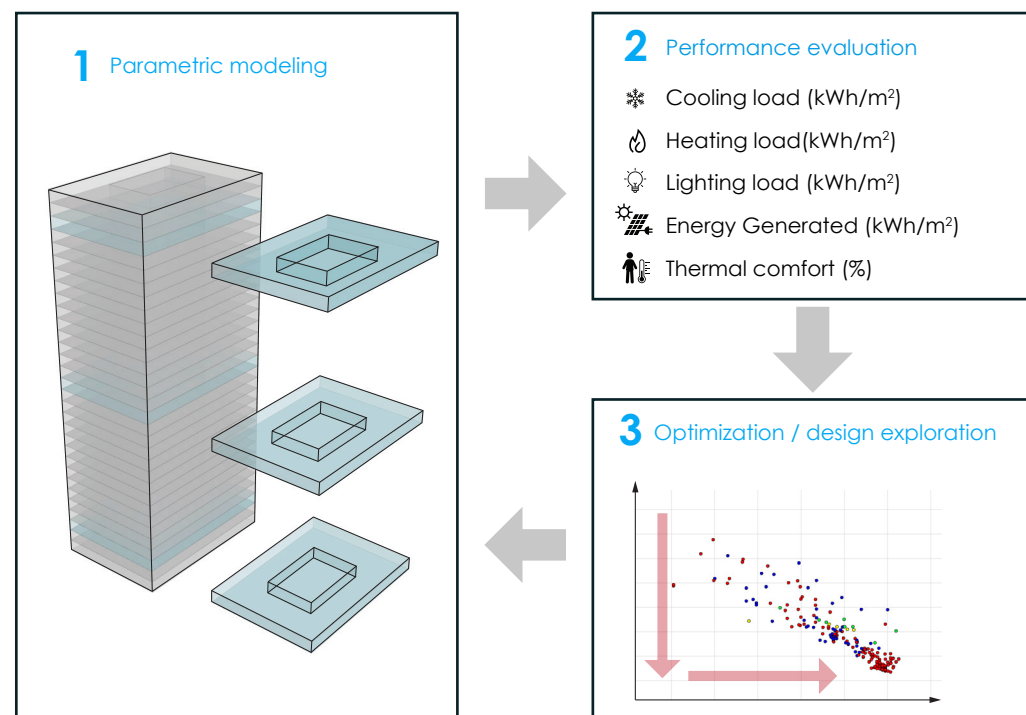 1 Parametric modeling
2 Performance evaluation
Cooling load (kWh/m²)
Heating load(kWh/m²)
Lighting load (kWh/m²)
Energy Generated (kWh/m²)
Thermal comfort (%)
3 Optimization / design exploration